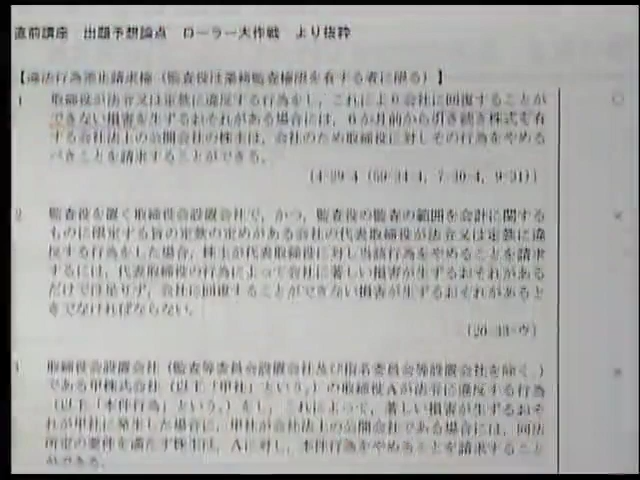 直前講座 出題予想論点 ローラー大作戦 より抜粋
【違法行為差止請求権（監査役は業務監査権限を有する者に限る）】
1 取締役が法令又は定款に違反する行為をし，これにより会社に回復することが
できない損害が生ずるおそれがある場合には，6か月前から引き続き株式を有
する会社法上の公開会社の株主は，会社のため取締役に対しその行為をやめる
べきことを請求することができる。
○
2 監査役を置く取締役会設置会社で，かつ，監査役の監査の範囲を会計に関する
ものに限定する旨の定款の定めがある会社の代表取締役が法令又は定款に違
反する行為をした場合，株主が代表取締役に対し当該行為をやめることを請求
するには，代表取締役の行為によって会社に著しい損害が生ずるおそれがある
だけでは足りず，会社に回復することができない損害が生ずるおそれがあると
きでなければならない。
×
3 取締役会設置会社（監査等委員会設置会社及び指名委員会等設置会社を除く。）
である甲株式会社（以下「甲社」という。）の取締役Aが法令に違反する行為
（以下「本件行為」という。）をし，これによって，著しい損害が生ずるおそ
れが甲社に発生した場合に，甲社が会社法上の公開会社である場合には，同法
所定の要件を満たす株主は，Aに対し，本件行為をやめることを請求すること
ができる。
×